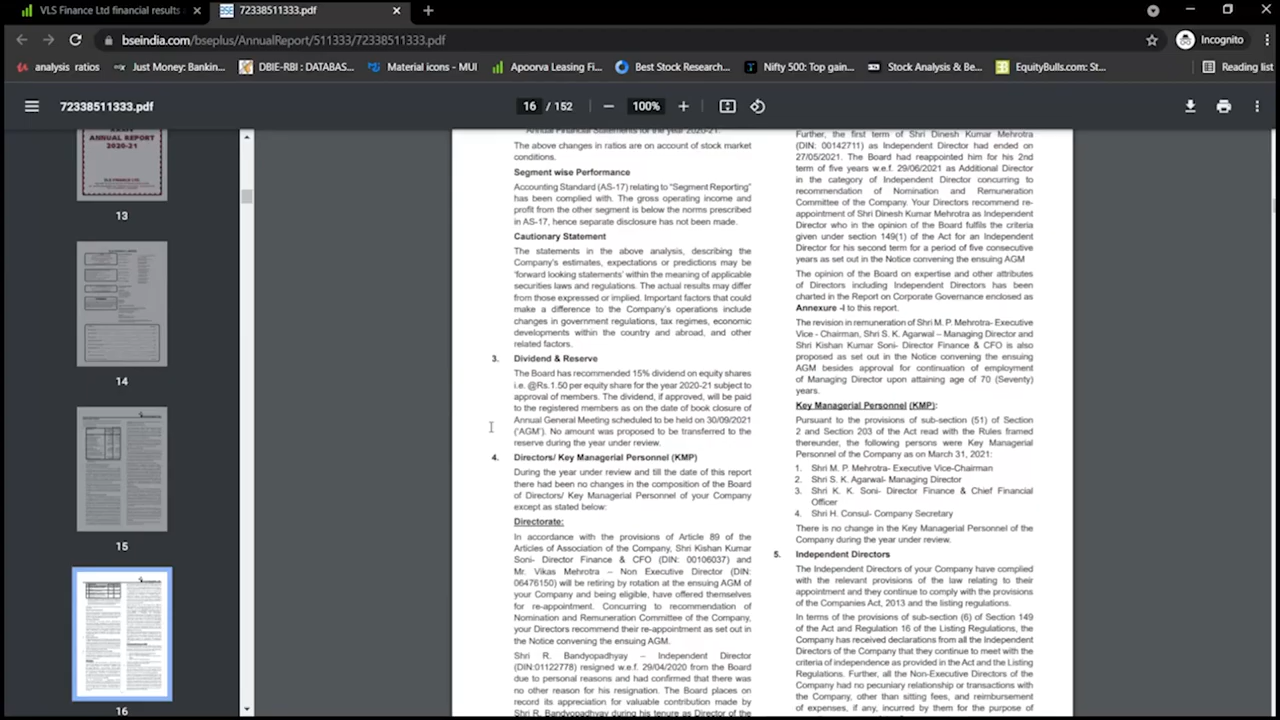 VLS Finance Ltd financial results
72338511333.pdf
bseindia.com/bseplus/AnnualReport/511333/72338511333.pdf
Incognito
analysis ratios
Just Money: Bankin...
DBIE-RBI : DATABAS...
Material icons - MUI
Apoorva Leasing Fi...
Best Stock Research...
Nifty 500: Top gain...
Stock Analysis & Be...
EquityBulls.com: St...
Reading list
72338511333.pdf
16 / 152
100%
ANNUAL REPORT
2020-21
VLS FINANCE LTD
13
14
15
16
Annual Financial Statements for the year 2020-21.
The above changes in ratios are on account of stock market
conditions.
Segment wise Performance
Accounting Standard (AS-17) relating to "Segment Reporting"
has been complied with. The gross operating income and
profit from the other segment is below the norms prescribed
in AS-17, hence separate disclosure has not been made.
Cautionary Statement
The statements in the above analysis, describing the
Company's estimates, expectations or predictions may be
'forward looking statements' within the meaning of applicable
securities laws and regulations. The actual results may differ
from those expressed or implied. Important factors that could
make a difference to the Company's operations include
changes in government regulations, tax regimes, economic
developments within the country and abroad, and other
related factors.
3. Dividend & Reserve
The Board has recommended 15% dividend on equity shares
i.e. @Rs.1.50 per equity share for the year 2020-21 subject to
approval of members. The dividend, if approved, will be paid
to the registered members as on the date of book closure of
Annual General Meeting scheduled to be held on 30/09/2021
('AGM'). No amount was proposed to be transferred to the
reserve during the year under review.
4. Directors/ Key Managerial Personnel (KMP)
During the year under review and till the date of this report
there had been no changes in the composition of the Board
of Directors/ Key Managerial Personnel of your Company
except as stated below:
Directorate:
In accordance with the provisions of Article 89 of the
Articles of Association of the Company, Shri Kishan Kumar
Soni- Director Finance & CFO (DIN: 00106037) and
Mr. Vikas Mehrotra – Non Executive Director (DIN:
06476150) will be retiring by rotation at the ensuing AGM of
your Company and being eligible, have offered themselves
for re-appointment. Concurring to recommendation of
Nomination and Remuneration Committee of the Company,
your Directors recommend their re-appointment as set out in
the Notice convening the ensuing AGM.
Shri R. Bandyopadhyay – Independent Director
(DIN:01122778) resigned w.e.f. 29/04/2020 from the Board
due to personal reasons and had confirmed that there was
no other reason for his resignation. The Board places on
record its appreciation for valuable contribution made by
Shri R. Bandyopadhyay during his tenure as Director of the
Further, the first term of Shri Dinesh Kumar Mehrotra
(DIN: 00142711) as Independent Director had ended on
27/05/2021. The Board had reappointed him for his 2nd
term of five years w.e.f. 29/06/2021 as Additional Director
in the category of Independent Director concurring to
recommendation of Nomination and Remuneration
Committee of the Company. Your Directors recommend re-
appointment of Shri Dinesh Kumar Mehrotra as Independent
Director who in the opinion of the Board fulfils the criteria
given under section 149(1) of the Act for an Independent
Director for his second term for a period of five consecutive
years as set out in the Notice convening the ensuing AGM
The opinion of the Board on expertise and other attributes
of Directors including Independent Directors has been
charted in the Report on Corporate Governance enclosed as
Annexure -I to this report.
The revision in remuneration of Shri M. P. Mehrotra- Executive
Vice - Chairman, Shri S. K. Agarwal – Managing Director and
Shri Kishan Kumar Soni- Director Finance & CFO is also
proposed as set out in the Notice convening the ensuing
AGM besides approval for continuation of employment
of Managing Director upon attaining age of 70 (Seventy)
years.
Key Managerial Personnel (KMP):
Pursuant to the provisions of sub-section (51) of Section
2 and Section 203 of the Act read with the Rules framed
thereunder, the following persons were Key Managerial
Personnel of the Company as on March 31, 2021:
1. Shri M. P. Mehrotra- Executive Vice-Chairman
2. Shri S. K. Agarwal- Managing Director
3. Shri K. K. Soni- Director Finance & Chief Financial
Officer
4. Shri H. Consul- Company Secretary
There is no change in the Key Managerial Personnel of the
Company during the year under review.
5. Independent Directors
The Independent Directors of your Company have complied
with the relevant provisions of the law relating to their
appointment and they continue to comply with the provisions
of the Companies Act, 2013 and the listing regulations.
In terms of the provisions of sub-section (6) of Section 149
of the Act and Regulation 16 of the Listing Regulations, the
Company has received declarations from all the Independent
Directors of the Company that they continue to meet with the
criteria of independence as provided in the Act and the Listing
Regulations. Further, all the Non-Executive Directors of the
Company had no pecuniary relationship or transactions with
the Company, other than sitting fees, and reimbursement
of expenses, if any, incurred by them for the purpose of